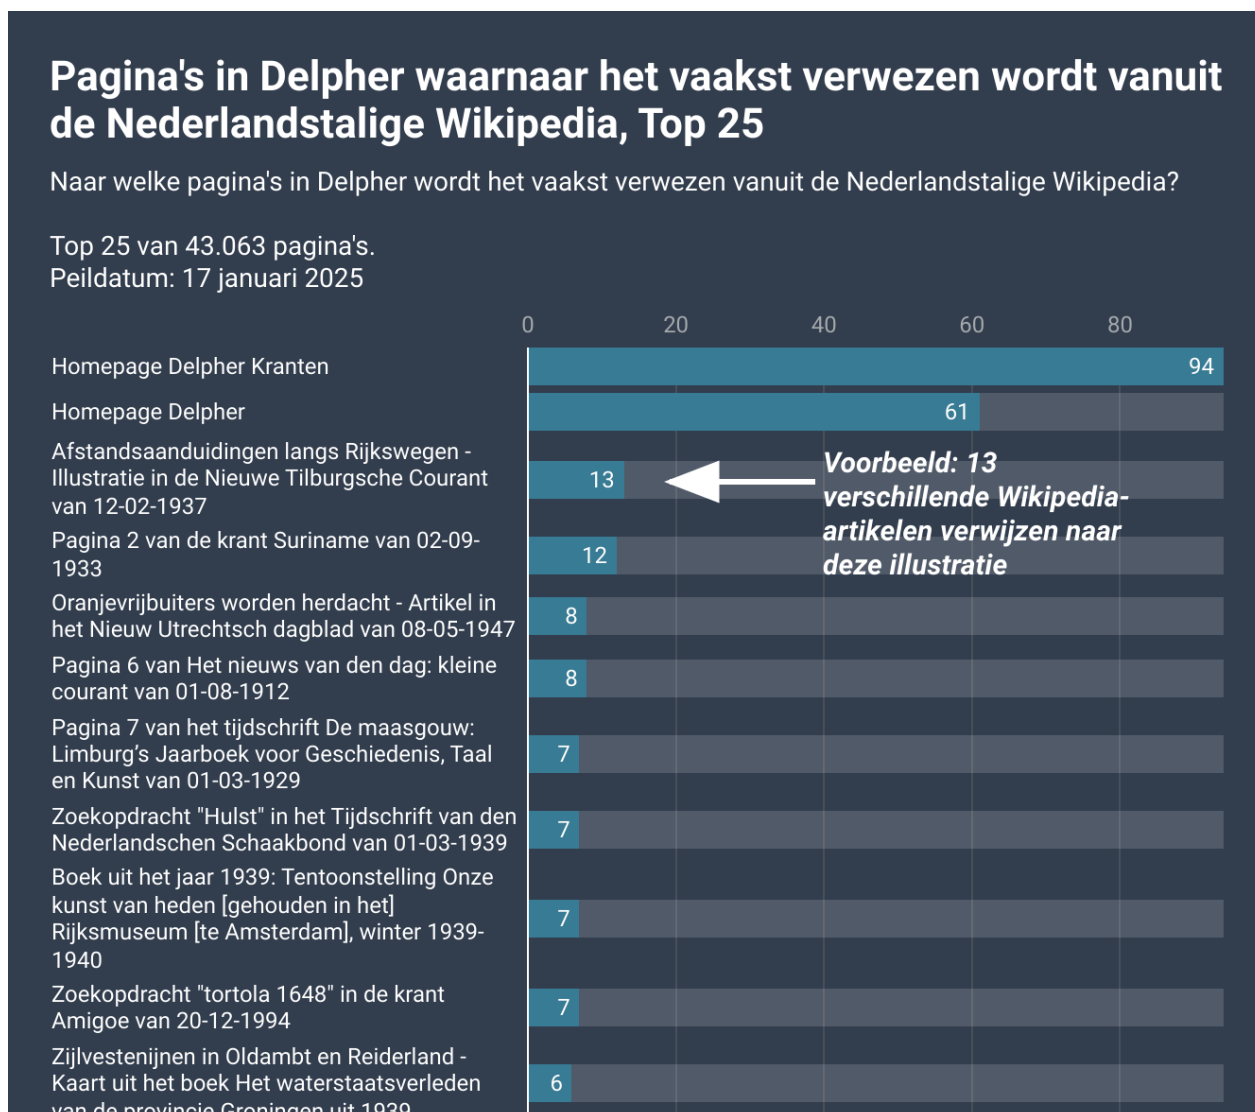 Pagina's in Delpher waarnaar het vaakst verwezen wordt vanuit
de Nederlandstalige Wikipedia, Top 25
Naar welke pagina's in Delpher wordt het vaakst verwezen vanuit de Nederlandstalige Wikipedia?
Top 25 van 43.063 pagina's.
Peildatum: 17 januari 2025
0 20 40 60 80
Homepage Delpher Kranten
94
Homepage Delpher
61
Afstandsaanduidingen langs Rijkswegen -
Illustratie in de Nieuwe Tilburgsche Courant
van 12-02-1937
13
Voorbeeld: 13
verschillende Wikipedia-
artikelen verwijzen naar
deze illustratie
Pagina 2 van de krant Suriname van 02-09-
1933
12
Oranjevrijbuiters worden herdacht - Artikel in
het Nieuw Utrechtsch dagblad van 08-05-1947
8
Pagina 6 van Het nieuws van den dag: kleine
courant van 01-08-1912
8
Pagina 7 van het tijdschrift De maasgouw:
Limburg’s Jaarboek voor Geschiedenis, Taal
en Kunst van 01-03-1929
7
Zoekopdracht "Hulst" in het Tijdschrift van den
Nederlandschen Schaakbond van 01-03-1939
7
Boek uit het jaar 1939: Tentoonstelling Onze
kunst van heden [gehouden in het]
Rijksmuseum [te Amsterdam], winter 1939-
1940
7
Zoekopdracht "tortola 1648" in de krant
Amigoe van 20-12-1994
7
Zijlvestenijnen in Oldambt en Reiderland -
Kaart uit het boek Het waterstaatsverleden
van de provincie Groningen uit 1939
6